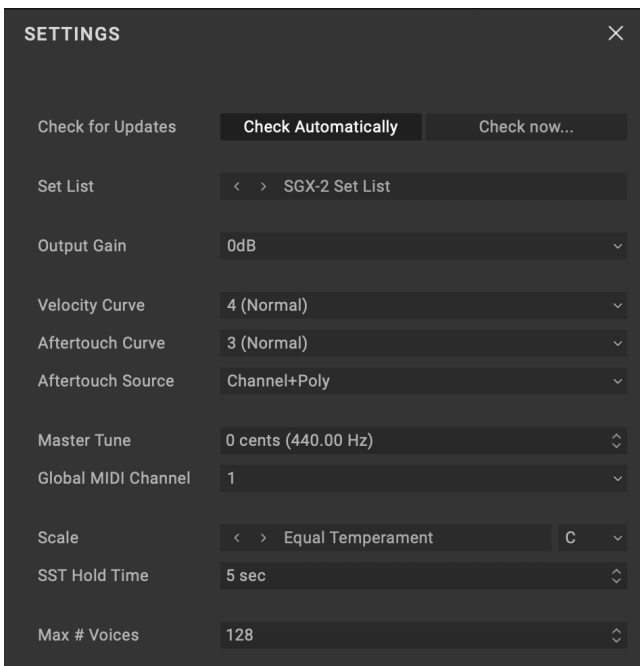 SETTINGS
Check for Updates Check Automatically Check now...
Set List < > SGX-2 Set List
Output Gain 0dB
Velocity Curve 4 (Normal)
Aftertouch Curve 3 (Normal)
Aftertouch Source Channel+Poly
Master Tune 0 cents (440.00 Hz)
Global MIDI Channel 1
Scale < > Equal Temperament C
SST Hold Time 5 sec
Max # Voices 128